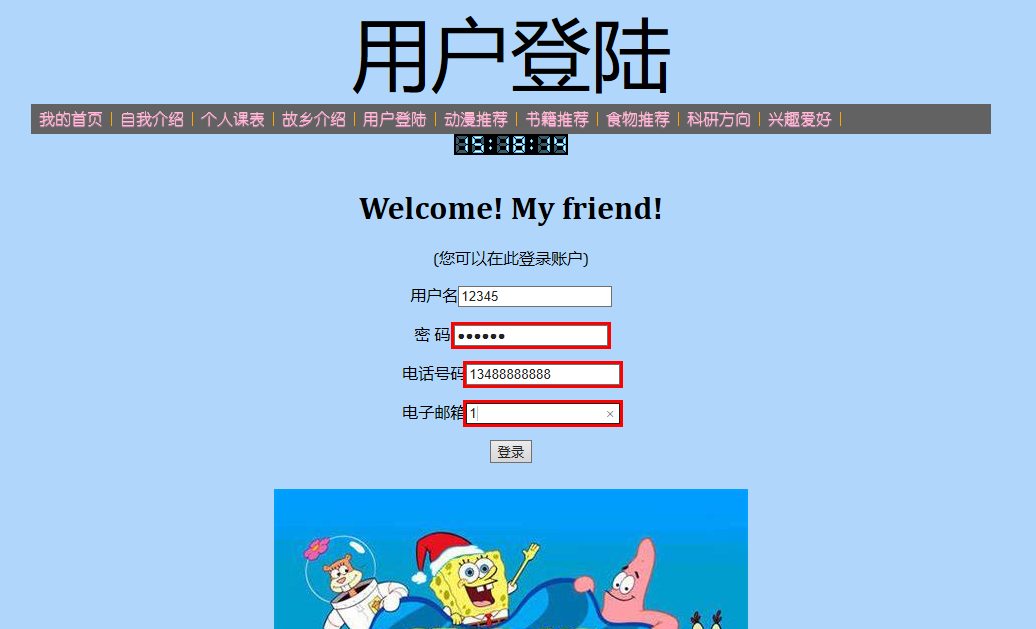 用户登陆
我的首页 | 自我介绍 | 个人课表 | 故乡介绍 | 用户登陆 | 动漫推荐 | 书籍推荐 | 食物推荐 | 科研方向 | 兴趣爱好 |
15:18:14
Welcome! My friend!
(您可以在此登录账户)
用户名 12345
密 码 ●●●●●●
电话号码 13488888888
电子邮箱 1 ×
登录